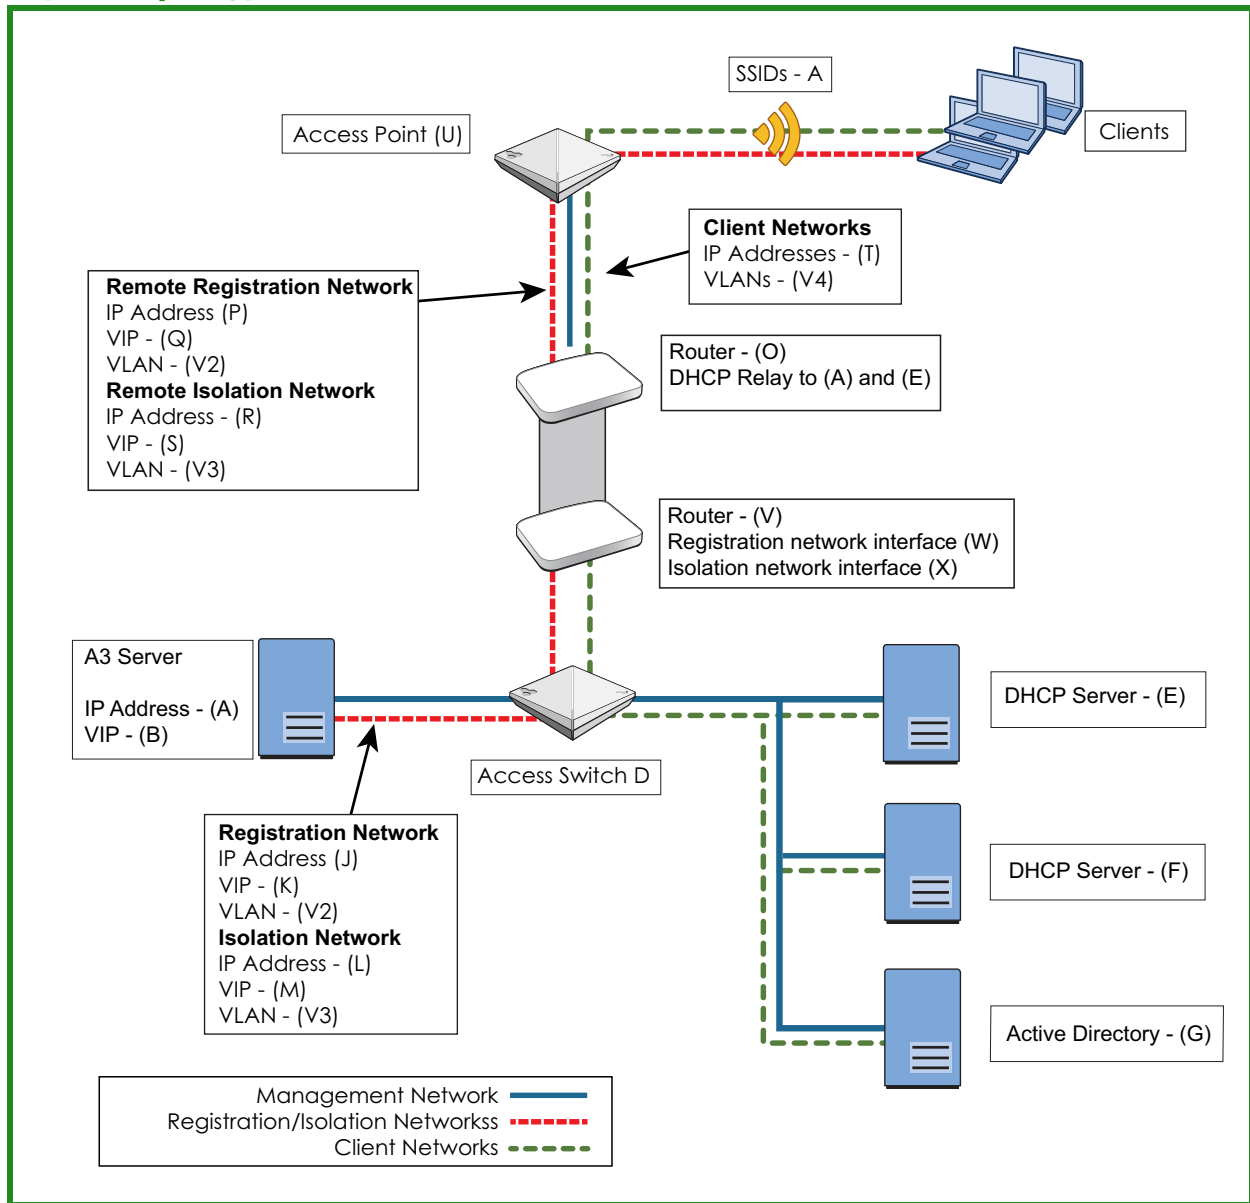 SSIDs - A
Access Point (U)
Clients
Client Networks
IP Addresses - (T)
VLANs - (V4)
Remote Registration Network
IP Address (P)
VIP - (Q)
VLAN - (V2)
Remote Isolation Network
IP Address - (R)
VIP - (S)
VLAN - (V3)
Router - (O)
DHCP Relay to (A) and (E)
Router - (V)
Registration network interface (W)
Isolation network interface (X)
A3 Server
IP Address - (A)
VIP - (B)
DHCP Server - (E)
Access Switch D
Registration Network
IP Address (J)
VIP - (K)
VLAN - (V2)
Isolation Network
IP Address - (L)
VIP - (M)
VLAN - (V3)
DHCP Server - (F)
Active Directory - (G)
Management Network
Registration/Isolation Networkss
Client Networks